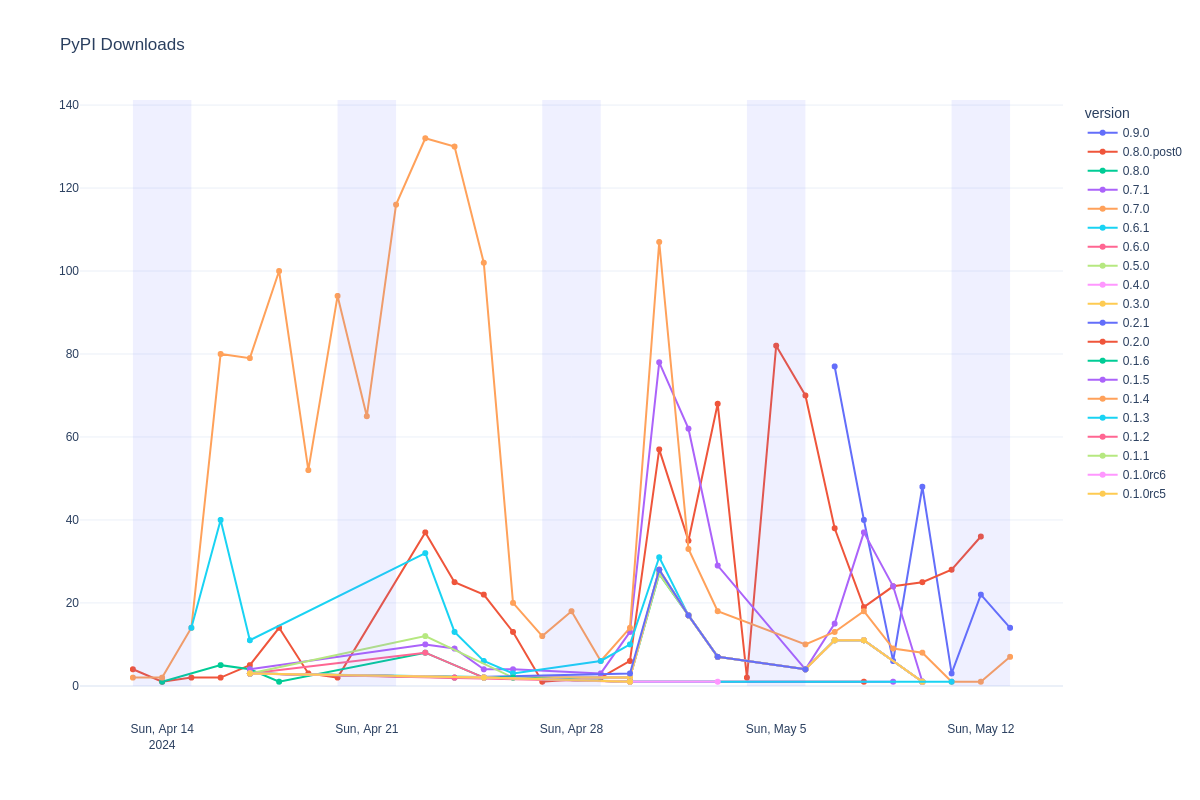 PyPI Downloads
140
120
100
80
60
40
20
0
Sun, Apr 14
2024
Sun, Apr 21
Sun, Apr 28
Sun, May 5
Sun, May 12
version
0.9.0
0.8.0.post0
0.8.0
0.7.1
0.7.0
0.6.1
0.6.0
0.5.0
0.4.0
0.3.0
0.2.1
0.2.0
0.1.6
0.1.5
0.1.4
0.1.3
0.1.2
0.1.1
0.1.0rc6
0.1.0rc5